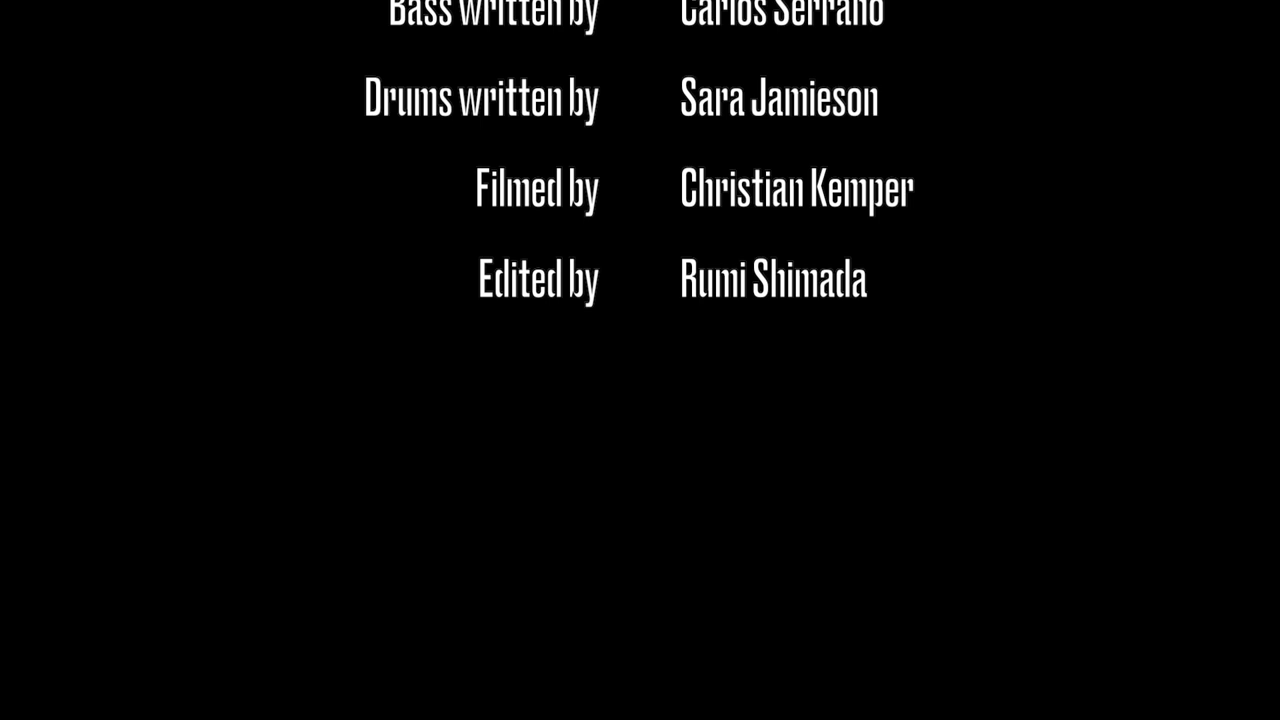 Bass written by Carlos Serrano
Drums written by Sara Jamieson
Filmed by Christian Kemper
Edited by Rumi Shimada